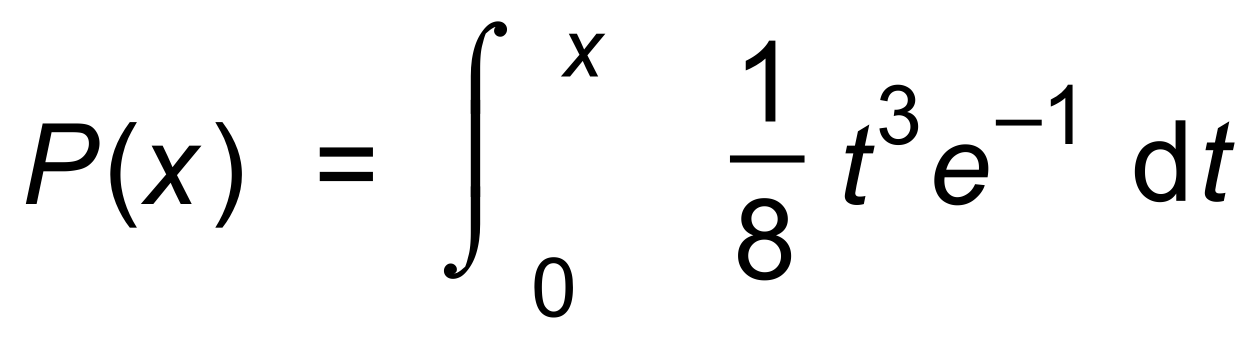 P(x) = ∫₀ˣ 1/8 t³e⁻¹ dt